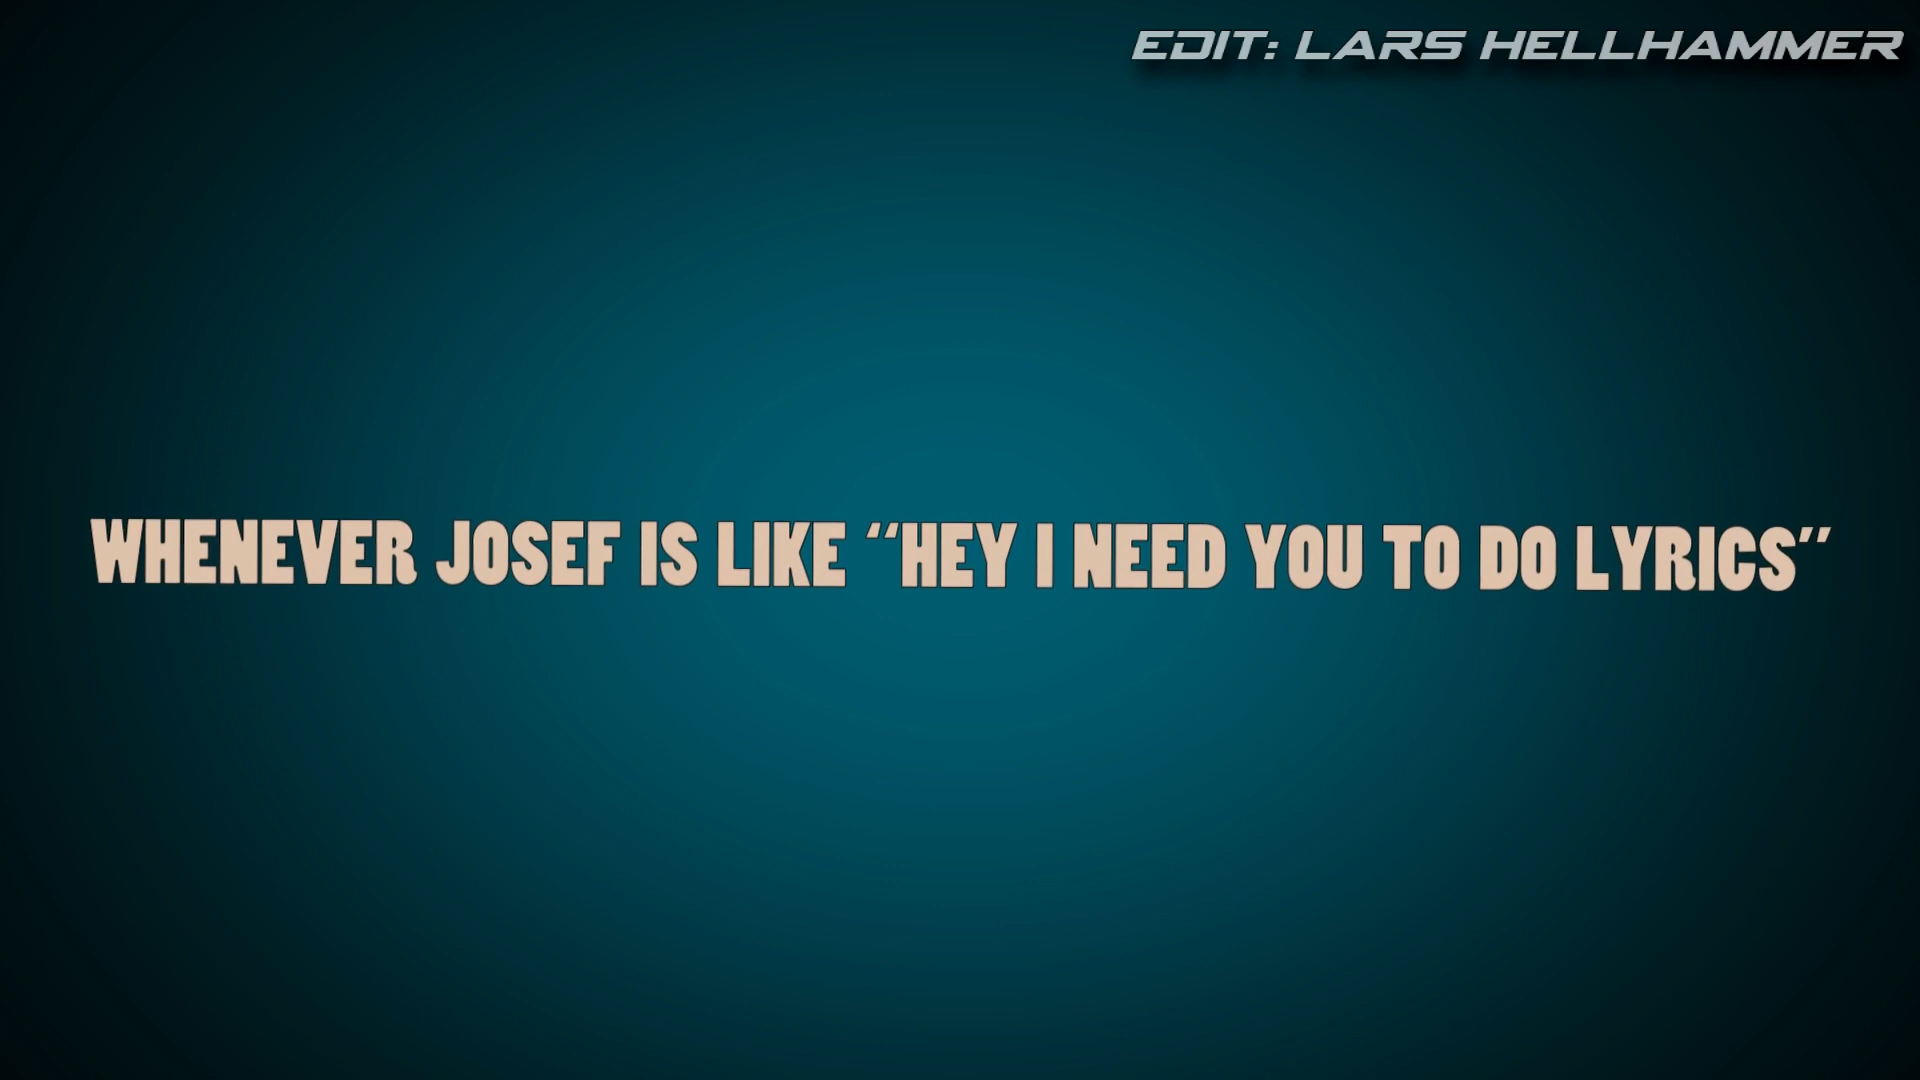 EDIT: LARS HELLHAMMER
WHENEVER JOSEF IS LIKE “HEY I NEED YOU TO DO LYRICS”